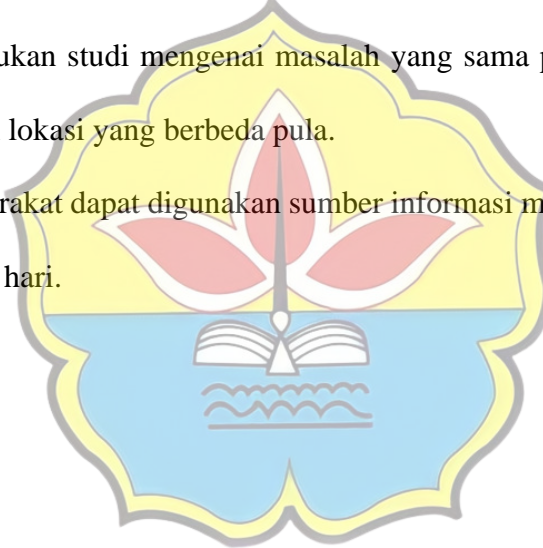 ukan studi mengenai masalah yang sama p
lokasi yang berbeda pula.
rakat dapat digunakan sumber informasi m
hari.